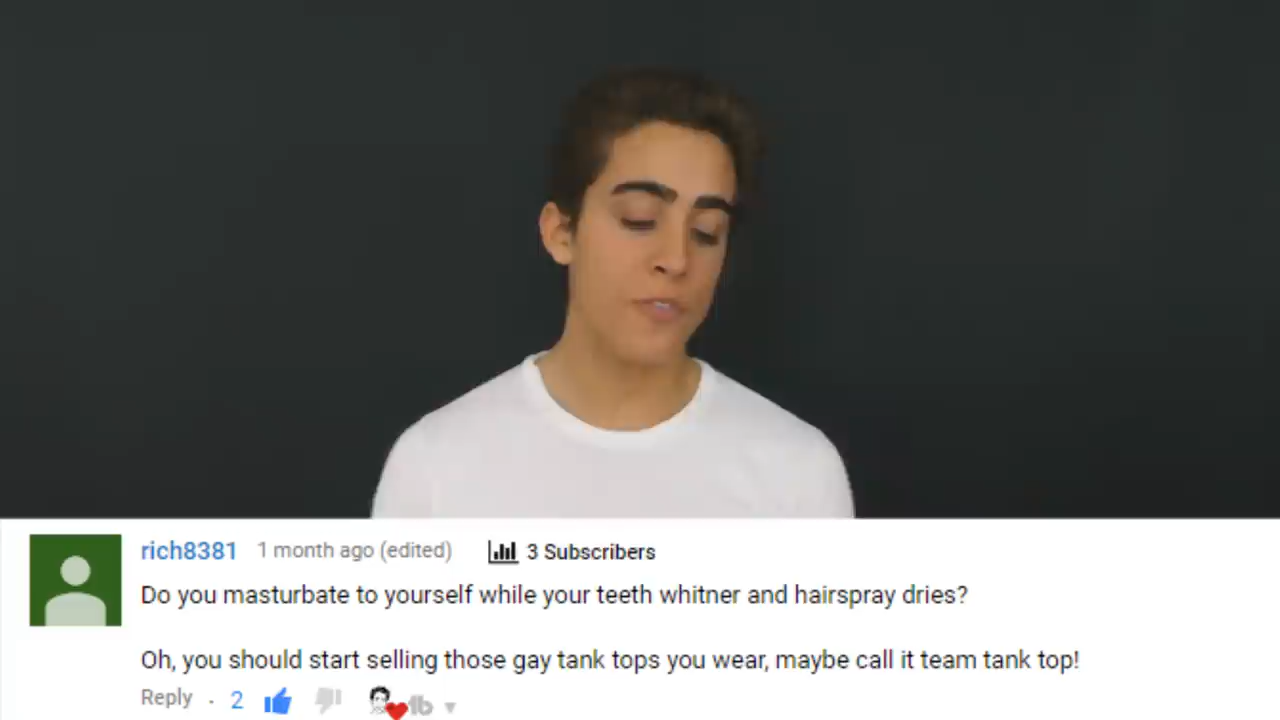 rich8381 1 month ago (edited) 3 Subscribers
Do you masturbate to yourself while your teeth whitner and hairspray dries?
Oh, you should start selling those gay tank tops you wear, maybe call it team tank top!
Reply · 2